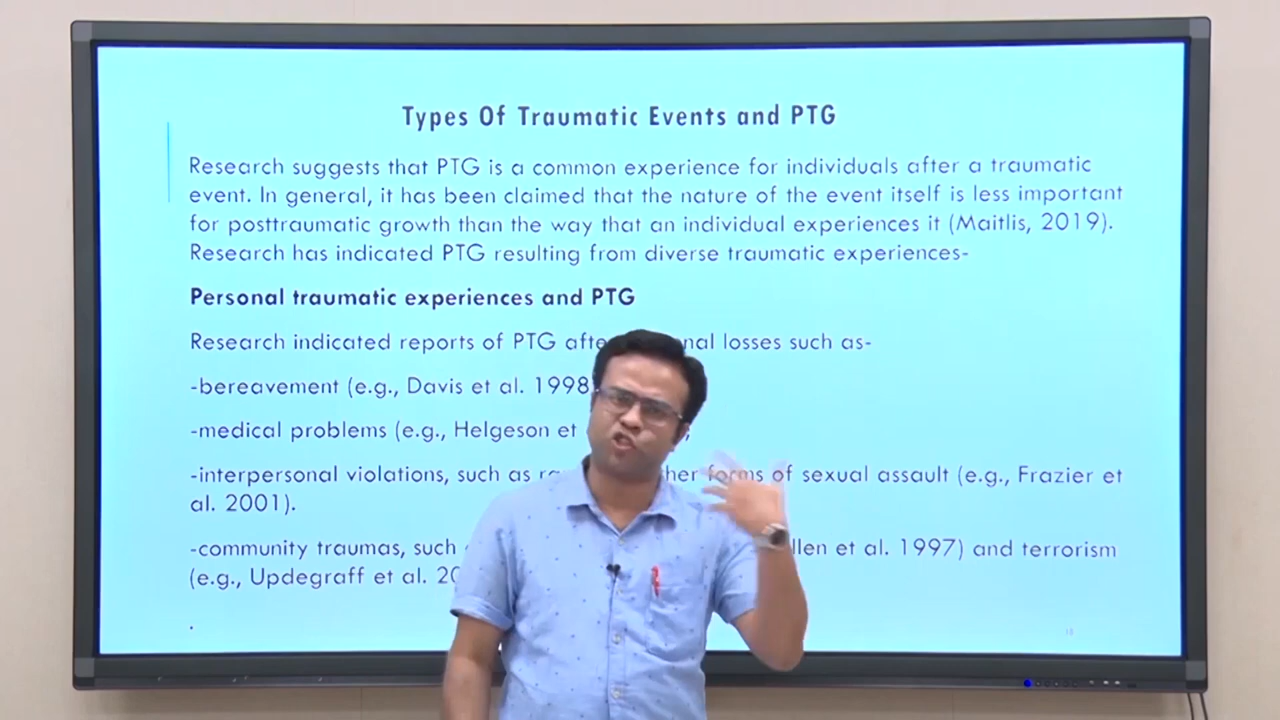 Types Of Traumatic Events and PTG
Research suggests that PTG is a common experience for individuals after a traumatic
event. In general, it has been claimed that the nature of the event itself is less important
for posttraumatic growth than the way that an individual experiences it (Maitlis, 2019).
Research has indicated PTG resulting from diverse traumatic experiences-
Personal traumatic experiences and PTG
Research indicated reports of PTG losses such as-
-bereavement (e.g., Davis et al. 1998
-medical problems (e.g., Helgeson et
-interpersonal violations, such as forms of sexual assault (e.g., Frazier et
al. 2001).
-community traumas, such et al. 1997) and terrorism
(e.g., Updegraff et al.